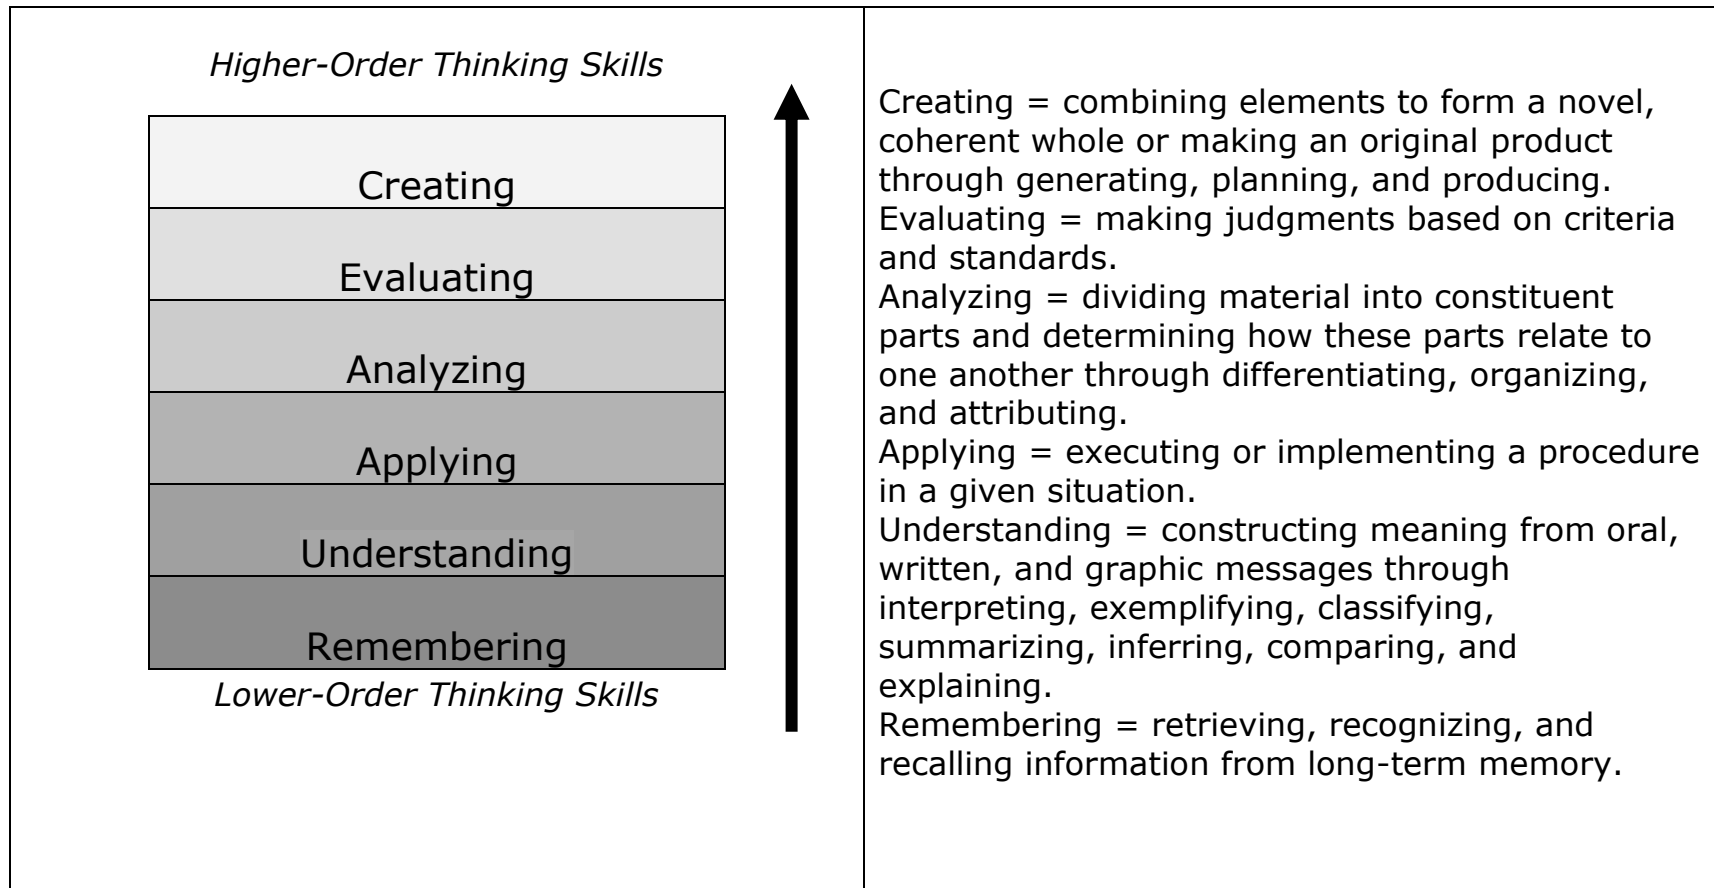 Higher-Order Thinking Skills
Creating
Evaluating
Analyzing
Applying
Understanding
Remembering
Lower-Order Thinking Skills
Creating = combining elements to form a novel,
coherent whole or making an original product
through generating, planning, and producing.
Evaluating = making judgments based on criteria
and standards.
Analyzing = dividing material into constituent
parts and determining how these parts relate to
one another through differentiating, organizing,
and attributing.
Applying = executing or implementing a procedure
in a given situation.
Understanding = constructing meaning from oral,
written, and graphic messages through
interpreting, exemplifying, classifying,
summarizing, inferring, comparing, and
explaining.
Remembering = retrieving, recognizing, and
recalling information from long-term memory.